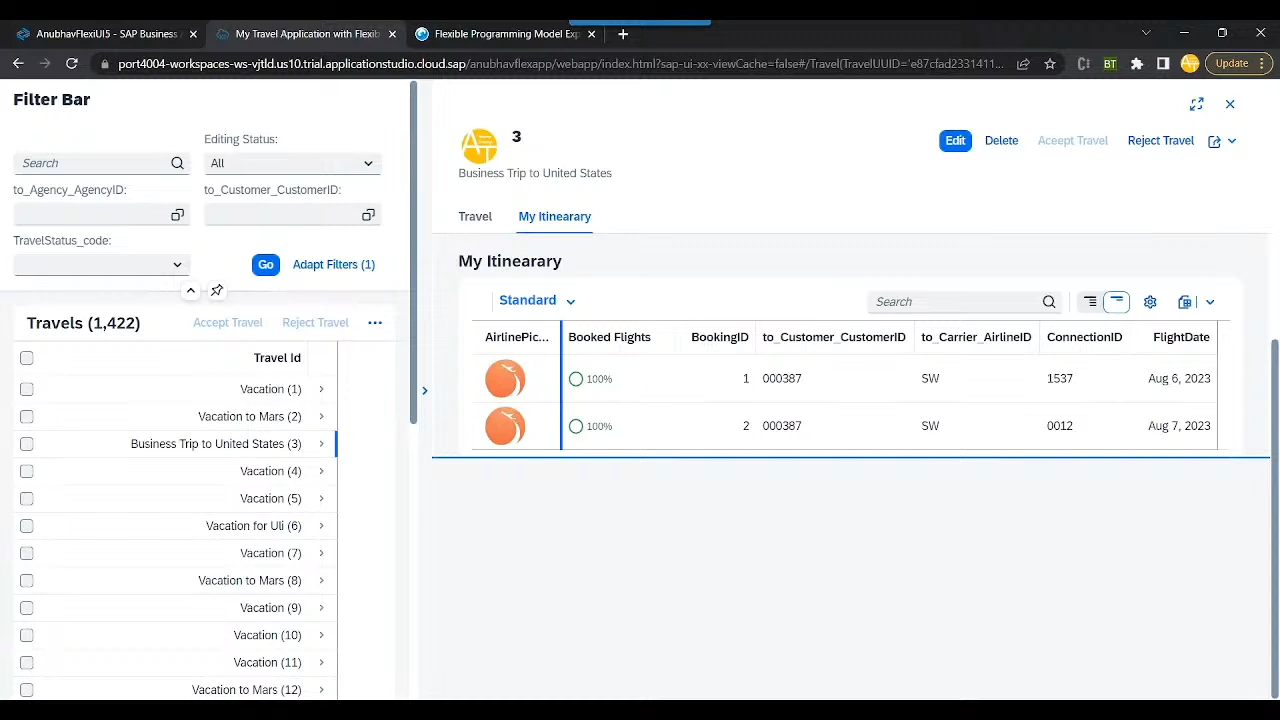 AnubhavFlexiUI5 - SAP Business
My Travel Application with Flexib
Flexible Programming Model Exp
port4004-workspaces-ws-vjtld.us10.trial.applicationstudio.cloud.sap/anubhavflexapp/webapp/index.html?sap-ui-xx-viewCache=false#/Travel(TravelUUID='e87cfad2331411...
BT
Update
Filter Bar
Editing Status:
Search
All
to_Agency_AgencyID:
to_Customer_CustomerID:
TravelStatus_code:
Go
Adapt Filters (1)
Travels (1,422)
Accept Travel
Reject Travel
Travel Id
Vacation (1)
Vacation to Mars (2)
Business Trip to United States (3)
Vacation (4)
Vacation (5)
Vacation for Uli (6)
Vacation (7)
Vacation to Mars (8)
Vacation (9)
Vacation (10)
Vacation (11)
Vacation to Mars (12)
AT
3
Business Trip to United States
Edit
Delete
Aceept Travel
Reject Travel
Travel
My Itinearary
My Itinearary
Standard
Search
AirlinePic... Booked Flights BookingID to_Customer_CustomerID to_Carrier_AirlineID ConnectionID FlightDate
100% 1 000387 SW 1537 Aug 6, 2023
100% 2 000387 SW 0012 Aug 7, 2023